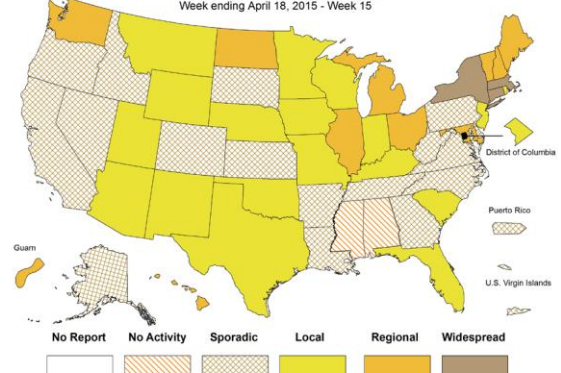 Week ending April 18, 2015 - Week 15
District of Columbia
Puerto Rico
Guam
U.S. Virgin Islands
No Report No Activity Sporadic Local Regional Widespread